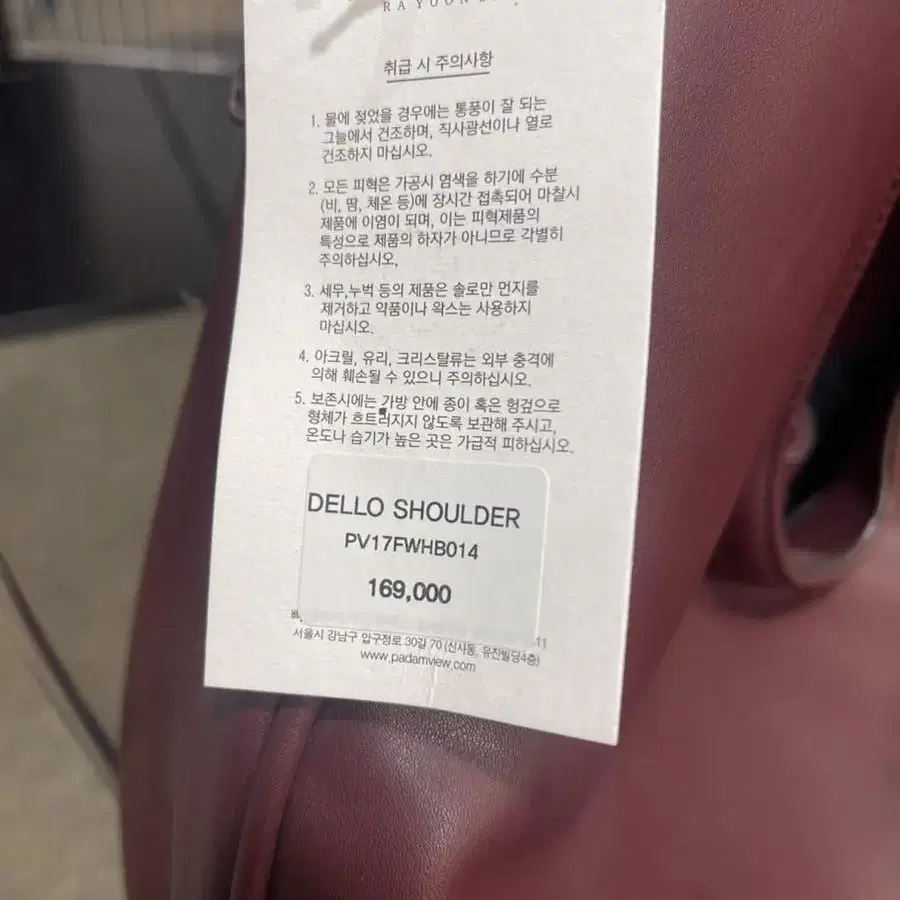 취급 시 주의사항
1. 물에 젖었을 경우에는 통풍이 잘 되는
그늘에서 건조하며, 직사광선이나 열로
건조하지 마십시오.
2. 모든 피혁은 가공시 염색을 하기에 수분
(비, 땀, 체온 등)에 장시간 접촉되어 마찰시
제품에 이염이 되며, 이는 피혁제품의
특성으로 제품의 하자가 아니므로 각별히
주의하십시오.
3. 세무,누벅 등의 제품은 솔로만 먼지를
제거하고 약품이나 왁스는 사용하지
마십시오.
4. 아크릴, 유리, 크리스탈류는 외부 충격에
의해 훼손될 수 있으니 주의하십시오.
5. 보존시에는 가방 안에 종이 혹은 헝겊으로
형체가 흐트러지지 않도록 보관해 주시고,
온도나 습기가 높은 곳은 가급적 피하십시오.
DELLO SHOULDER
PV17FWHB014
169,000
11
서울시 강남구 압구정로 30길 70 (신사동, 유진빌딩4층)
www.padamview.com